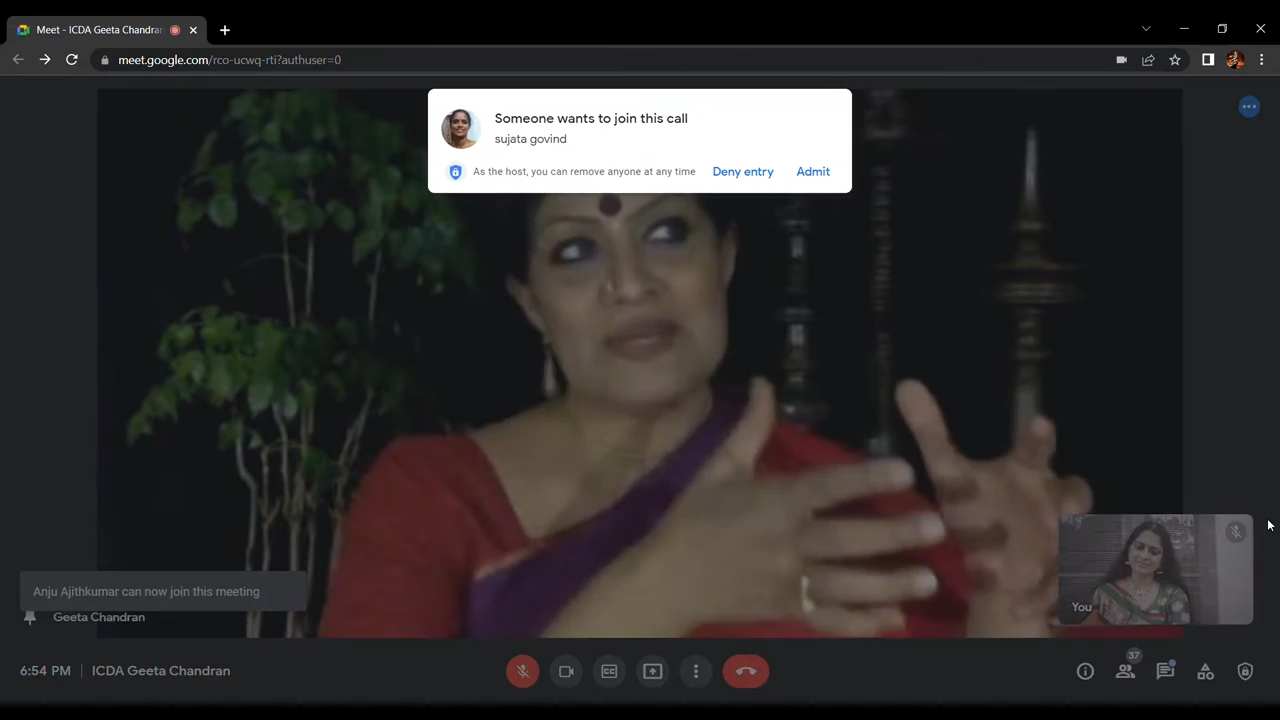 Meet - ICDA Geeta Chandran
meet.google.com/rco-ucwq-rti?authuser=0
Someone wants to join this call
sujata govind
As the host, you can remove anyone at any time
Deny entry
Admit
Anju Ajithkumar can now join this meeting
Geeta Chandran
You
6:54 PM | ICDA Geeta Chandran
CC
37